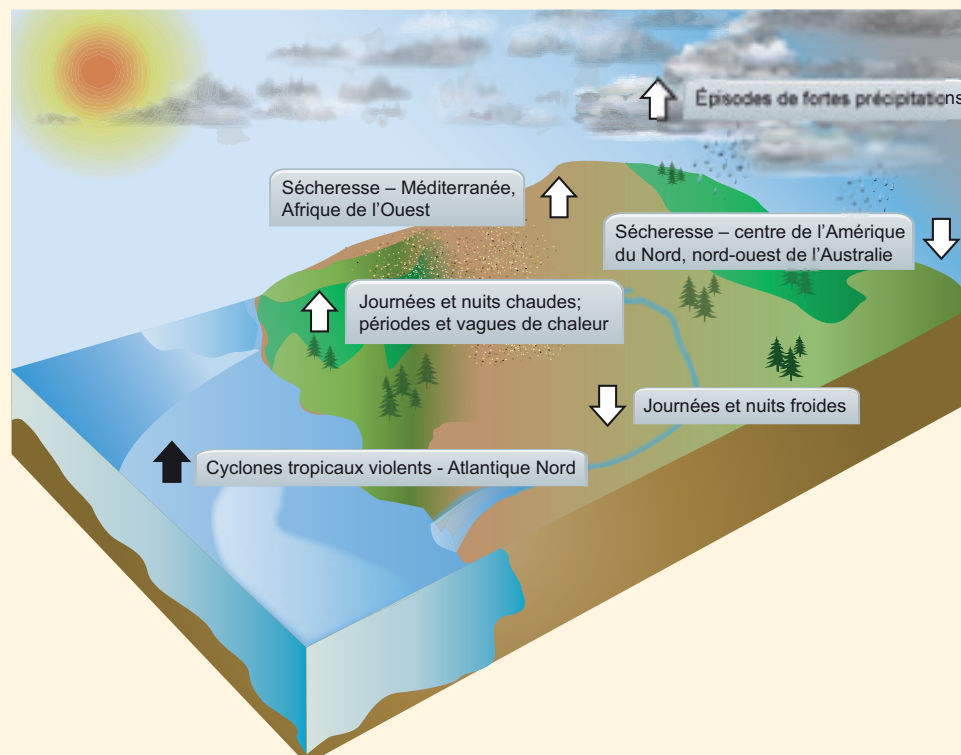 Épisodes de fortes précipitations
Sécheresse – Méditerranée,
Afrique de l'Ouest
Sécheresse – centre de l'Amérique
du Nord, nord-ouest de l'Australie
Journées et nuits chaudes;
périodes et vagues de chaleur
Journées et nuits froides
Cyclones tropicaux violents - Atlantique Nord